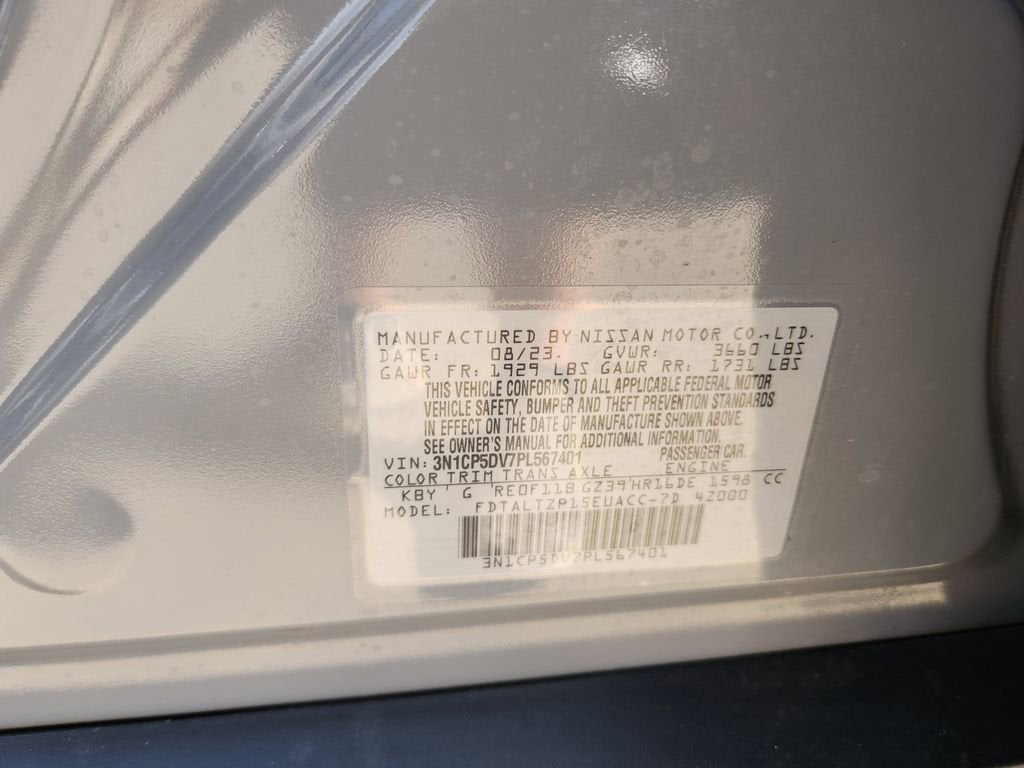 MANUFACTURED BY NISSAN MOTOR CO., LTD.
DATE: 08/23. GVWR: 3660 LBS
GAWR FR: 1929 LBS GAWR RR: 1731 LBS
THIS VEHICLE CONFORMS TO ALL APPLICABLE FEDERAL MOTOR
VEHICLE SAFETY, BUMPER AND THEFT PREVENTION STANDARDS
IN EFFECT ON THE DATE OF MANUFACTURE SHOWN ABOVE.
SEE OWNER'S MANUAL FOR ADDITIONAL INFORMATION.
VIN: 3N1CP5DV7PL567401 PASSENGER CAR.
COLOR TRIM TRANS AXLE ENGINE
KBY G RE0F11B GZ39 HR16DE 1598 CC
MODEL: FDTALTZP15EUACC-7D 4Z000
3N1CP5DV7PL567401